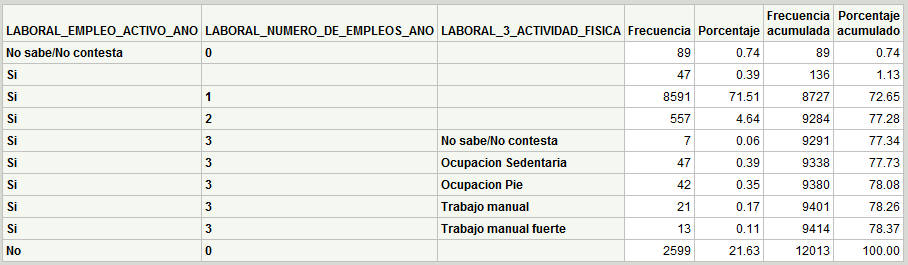 LABORAL_EMPLEO_ACTIVO_ANO LABORAL_NUMERO_DE_EMPLEOS_ANO LABORAL_3_ACTIVIDAD_FISICA Frecuencia Porcentaje Frecuencia acumulada Porcentaje acumulado
No sabe/No contesta 0 89 0.74 89 0.74
Si 47 0.39 136 1.13
Si 1 8591 71.51 8727 72.65
Si 2 557 4.64 9284 77.28
Si 3 No sabe/No contesta 7 0.06 9291 77.34
Si 3 Ocupacion Sedentaria 47 0.39 9338 77.73
Si 3 Ocupacion Pie 42 0.35 9380 78.08
Si 3 Trabajo manual 21 0.17 9401 78.26
Si 3 Trabajo manual fuerte 13 0.11 9414 78.37
No 0 2599 21.63 12013 100.00